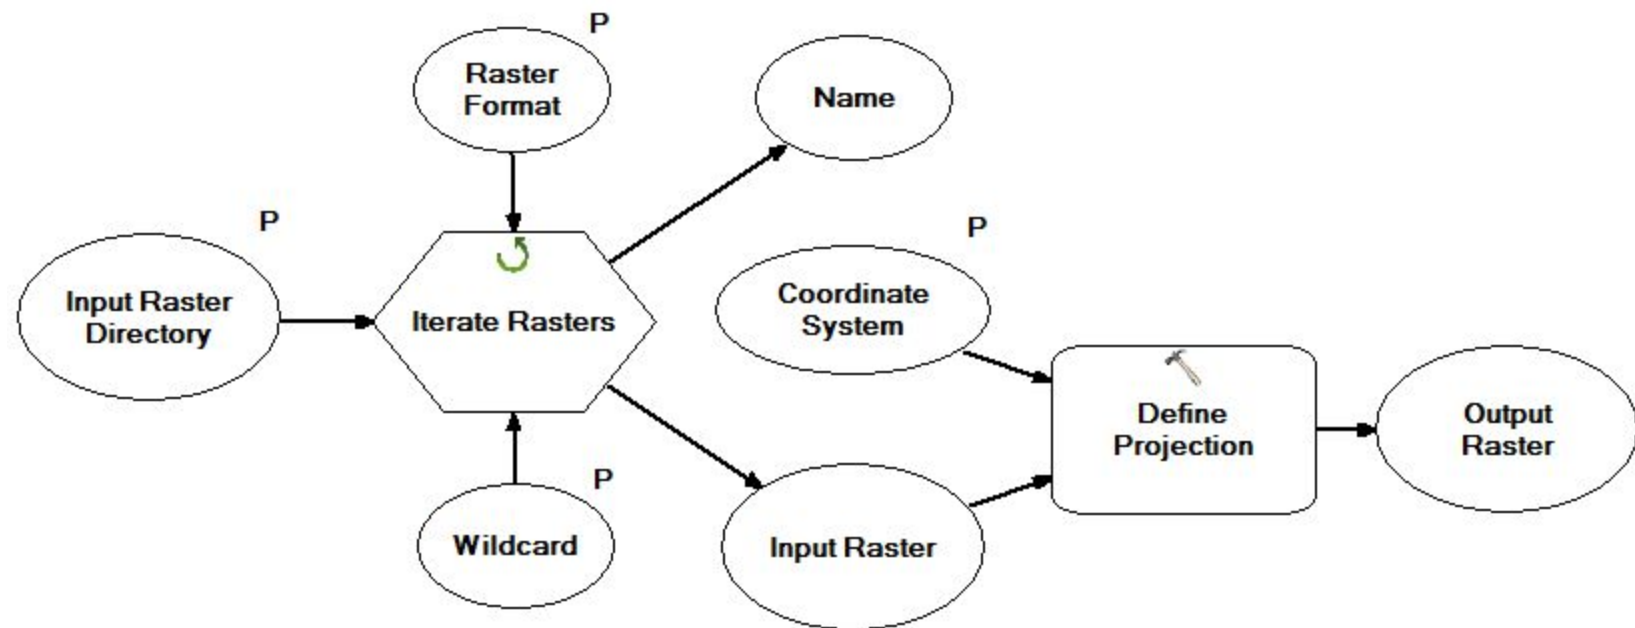 P
Raster
Format
Name
P
Input Raster
Directory
Iterate Rasters
P
Coordinate
System
Define
Projection
Output
Raster
P
Wildcard
Input Raster